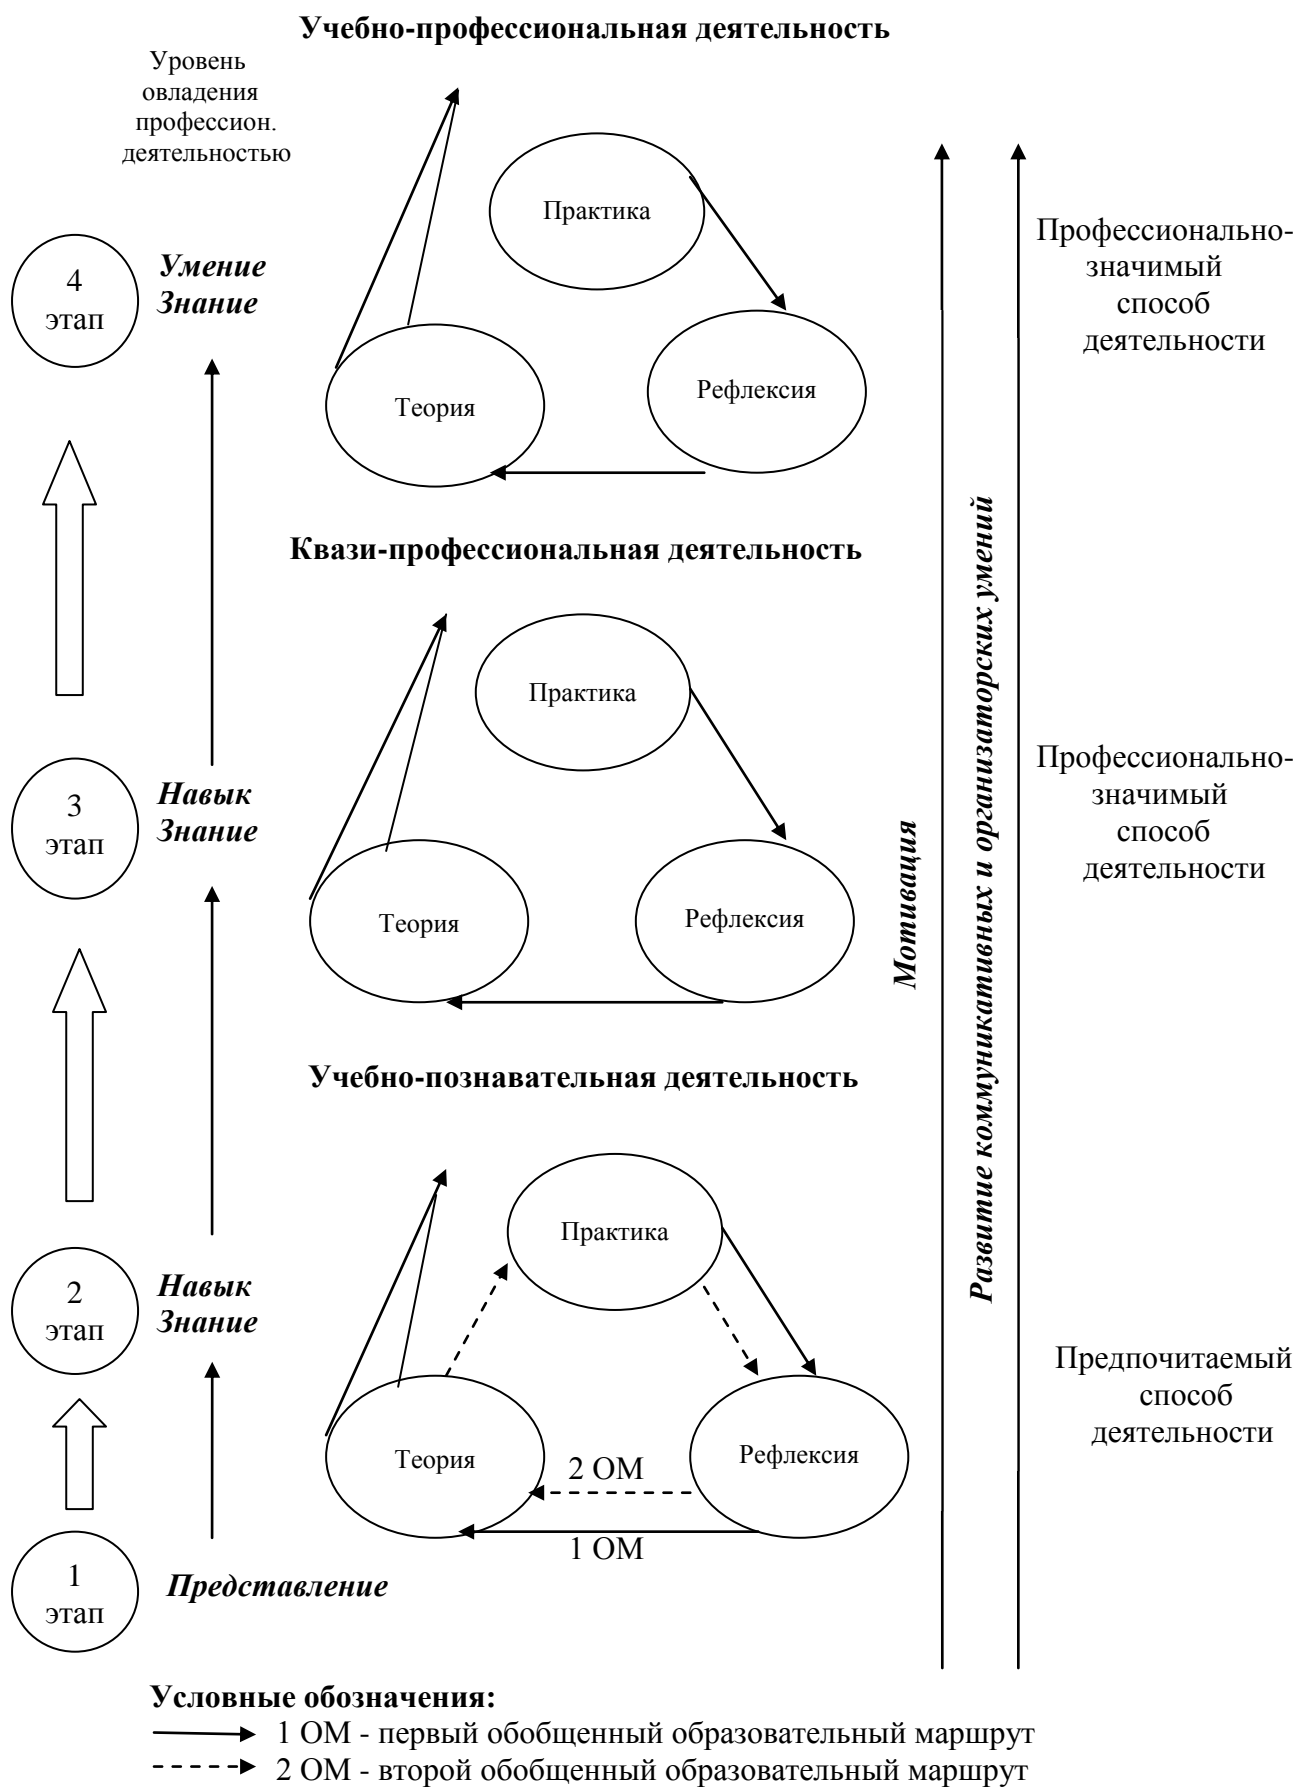 Учебно-профессиональная деятельность
Уровень
овладения
профессион.
деятельностью
Практика
4
этап
Умение
Знание
Теория
Рефлексия
Профессионально-
значимый
способ
деятельности
Квази-профессиональная деятельность
Практика
3
этап
Навык
Знание
Теория
Рефлексия
Мотивация
Развитие коммуникативных и организаторских умений
Профессионально-
значимый
способ
деятельности
Учебно-познавательная деятельность
Практика
2
этап
Навык
Знание
Теория
Рефлексия
2 ОМ
1 ОМ
Предпочитаемый
способ
деятельности
1
этап
Представление
Условные обозначения:
1 ОМ - первый обобщенный образовательный маршрут
2 ОМ - второй обобщенный образовательный маршрут